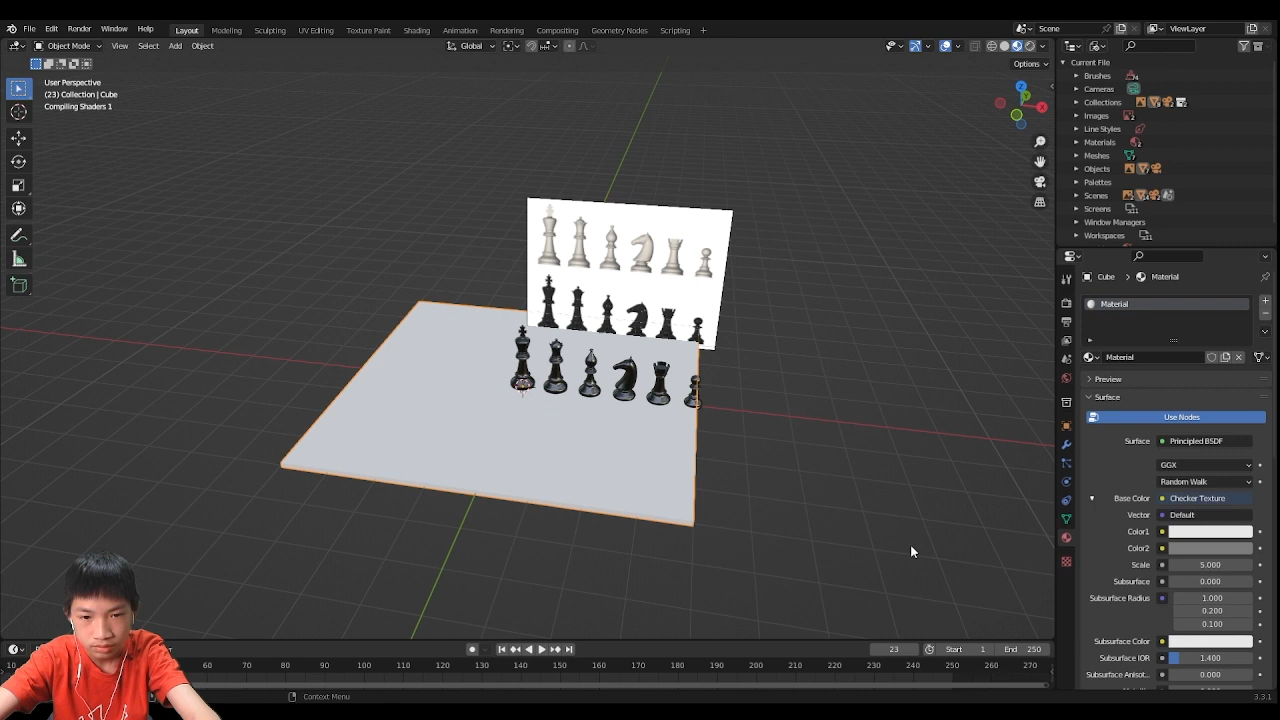 File Edit Render Window Help Layout Modeling Sculpting UV Editing Texture Paint Shading Animation Rendering Compositing Geometry Nodes Scripting + Scene ViewLayer
Object Mode View Select Add Object Global
Options
User Perspective
(23) Collection | Cube
Compiling Shaders 1
Z
Y
X
Current File
Brushes
Cameras
Collections
Images
Line Styles
Materials
Meshes
Objects
Palettes
Scenes
Screens
Window Managers
Workspaces
Cube > Material
Material
Material
Preview
Surface
Use Nodes
Surface Principled BSDF
GGX
Random Walk
Base Color Checker Texture
Vector Default
Color1
Color2
Scale 5.000
Subsurface 0.000
Subsurface Radius 1.000
0.200
0.100
Subsurface Color
Subsurface IOR 1.400
Subsurface Anisot.. 0.000
23 Start 1 End 250
10 60 70 80 90 100 110 120 130 140 150 160 170 180 190 200 210 220 230 240 250 260 270
Context Menu
3.3.1